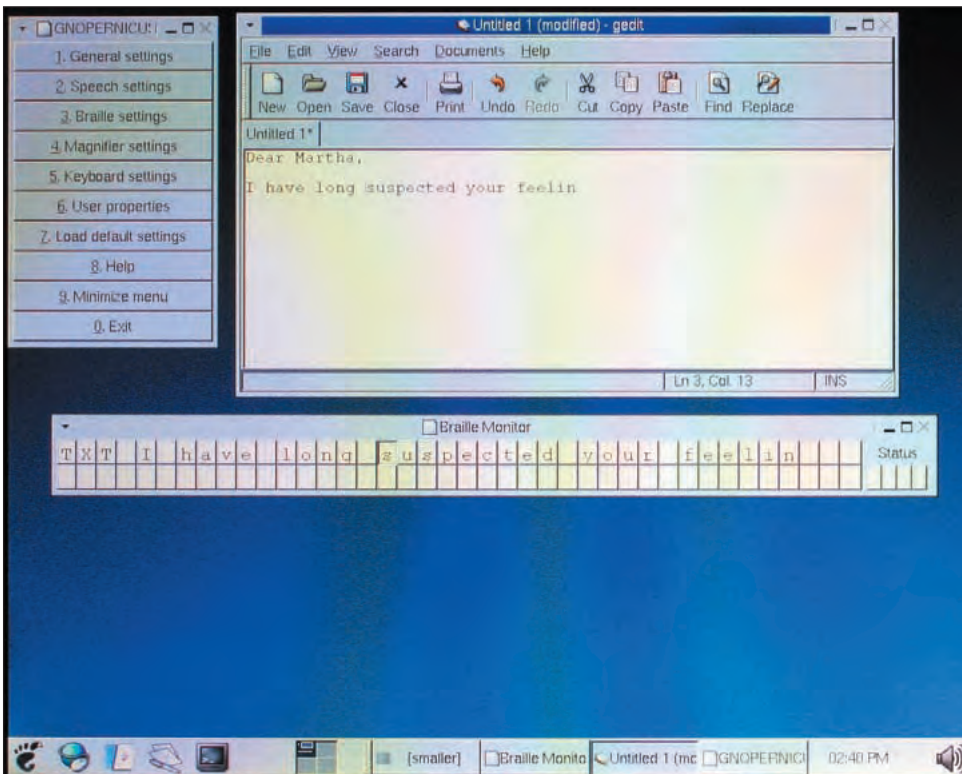 GNOPERNICUS:
1. General settings
2. Speech settings
3. Braille settings
4. Magnifier settings
5. Keyboard settings
6. User properties
7. Load default settings
8. Help
9. Minimize menu
0. Exit
Untitled 1 (modified) - gedit
File Edit View Search Documents Help
New Open Save Close Print Undo Redo Cut Copy Paste Find Replace
Untitled 1*
Dear Martha,
I have long suspected your feelin
Ln 3, Col. 13 INS
Braille Monitor
TXT I have long suspected your feelin Status
[smaller] Braille Monito Untitled 1 (mc GNOPERNIC 02:40 PM